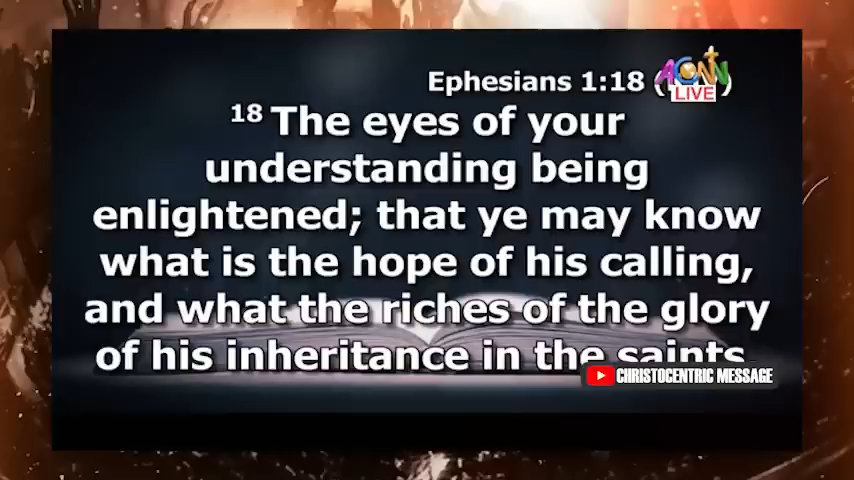 Ephesians 1:18
ACNN
LIVE
18 The eyes of your
understanding being
enlightened; that ye may know
what is the hope of his calling,
and what the riches of the glory
of his inheritance in the saints
CHRISTOCENTRIC MESSAGE